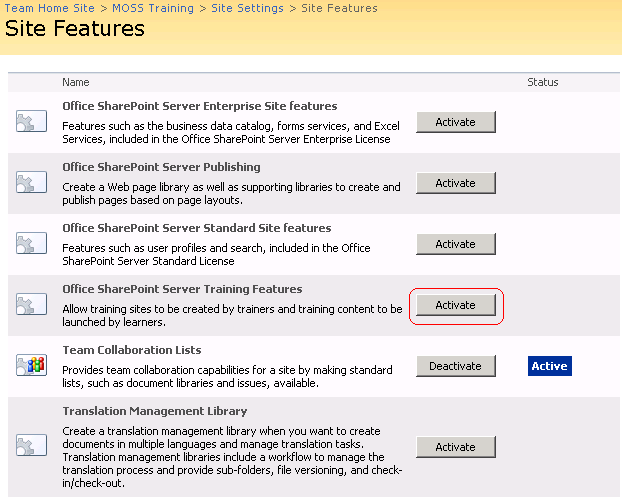 Team Home Site > MOSS Training > Site Settings > Site Features
Site Features
Name Status
Office SharePoint Server Enterprise Site features
Features such as the business data catalog, forms services, and Excel
Services, included in the Office SharePoint Server Enterprise License
Activate
Office SharePoint Server Publishing
Create a Web page library as well as supporting libraries to create and
publish pages based on page layouts.
Activate
Office SharePoint Server Standard Site features
Features such as user profiles and search, included in the Office
SharePoint Server Standard License
Activate
Office SharePoint Server Training Features
Allow training sites to be created by trainers and training content to be
launched by learners.
Activate
Team Collaboration Lists
Provides team collaboration capabilities for a site by making standard
lists, such as document libraries and issues, available.
Deactivate Active
Translation Management Library
Create a translation management library when you want to create
documents in multiple languages and manage translation tasks.
Translation management libraries include a workflow to manage the
translation process and provide sub-folders, file versioning, and check-
in/check-out.
Activate